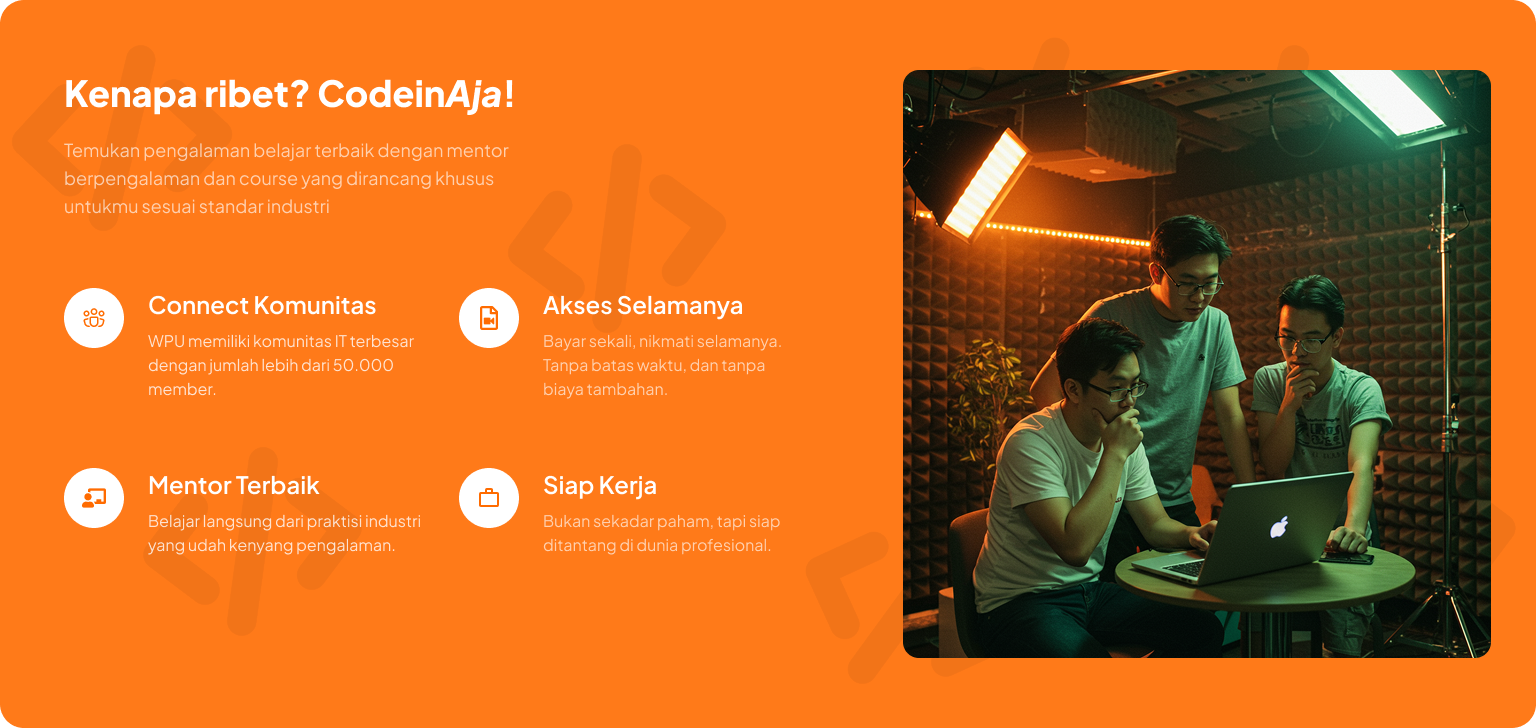 Kenapa ribet? CodeinAja!
Temukan pengalaman belajar terbaik dengan mentor
berpengalaman dan course yang dirancang khusus
untukmu sesuai standar industri
Connect Komunitas
WPU memiliki komunitas IT terbesar
dengan jumlah lebih dari 50.000
member.
Akses Selamanya
Bayar sekali, nikmati selamanya.
Tanpa batas waktu, dan tanpa
biaya tambahan.
Mentor Terbaik
Belajar langsung dari praktisi industri
yang udah kenyang pengalaman.
Siap Kerja
Bukan sekadar paham, tapi siap
ditantang di dunia profesional.